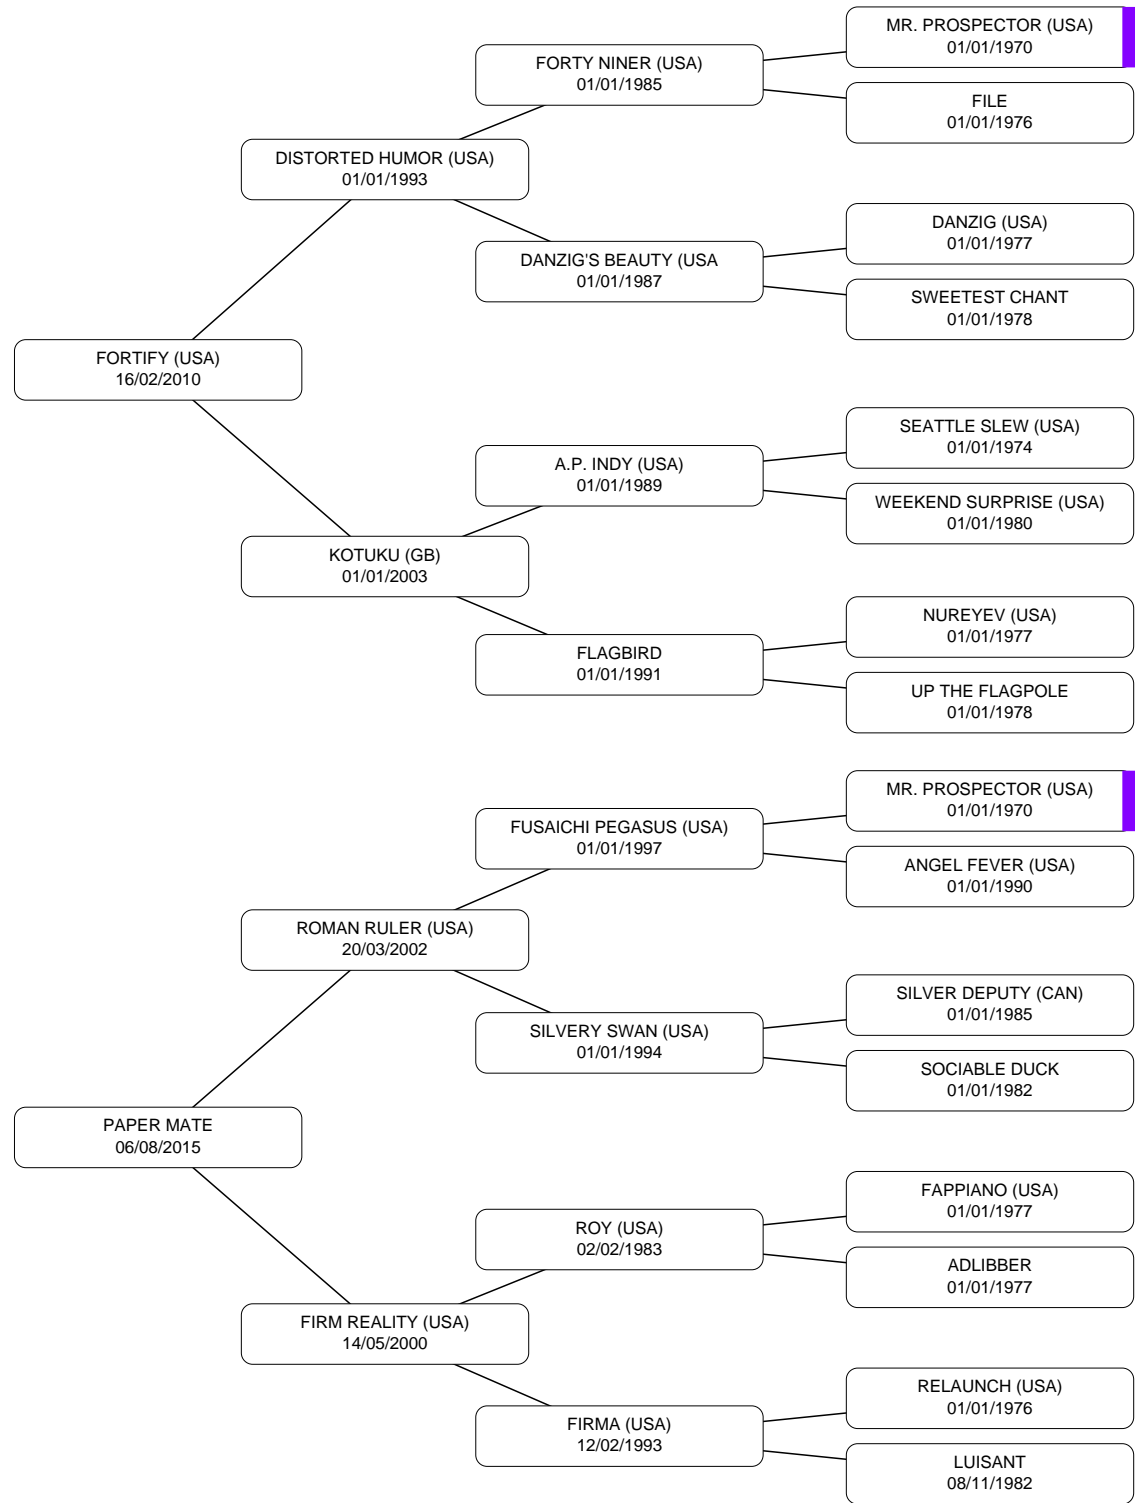 MR. PROSPECTOR (USA)
01/01/1970
FORTY NINER (USA)
01/01/1985
FILE
01/01/1976
DISTORTED HUMOR (USA)
01/01/1993
DANZIG (USA)
01/01/1977
DANZIG'S BEAUTY (USA
01/01/1987
SWEETEST CHANT
01/01/1978
FORTIFY (USA)
16/02/2010
SEATTLE SLEW (USA)
01/01/1974
A.P. INDY (USA)
01/01/1989
WEEKEND SURPRISE (USA)
01/01/1980
KOTUKU (GB)
01/01/2003
NUREYEV (USA)
01/01/1977
FLAGBIRD
01/01/1991
UP THE FLAGPOLE
01/01/1978
MR. PROSPECTOR (USA)
01/01/1970
FUSAICHI PEGASUS (USA)
01/01/1997
ANGEL FEVER (USA)
01/01/1990
ROMAN RULER (USA)
20/03/2002
SILVER DEPUTY (CAN)
01/01/1985
SILVERY SWAN (USA)
01/01/1994
SOCIABLE DUCK
01/01/1982
PAPER MATE
06/08/2015
FAPPIANO (USA)
01/01/1977
ROY (USA)
02/02/1983
ADLIBBER
01/01/1977
FIRM REALITY (USA)
14/05/2000
RELAUNCH (USA)
01/01/1976
FIRMA (USA)
12/02/1993
LUISANT
08/11/1982